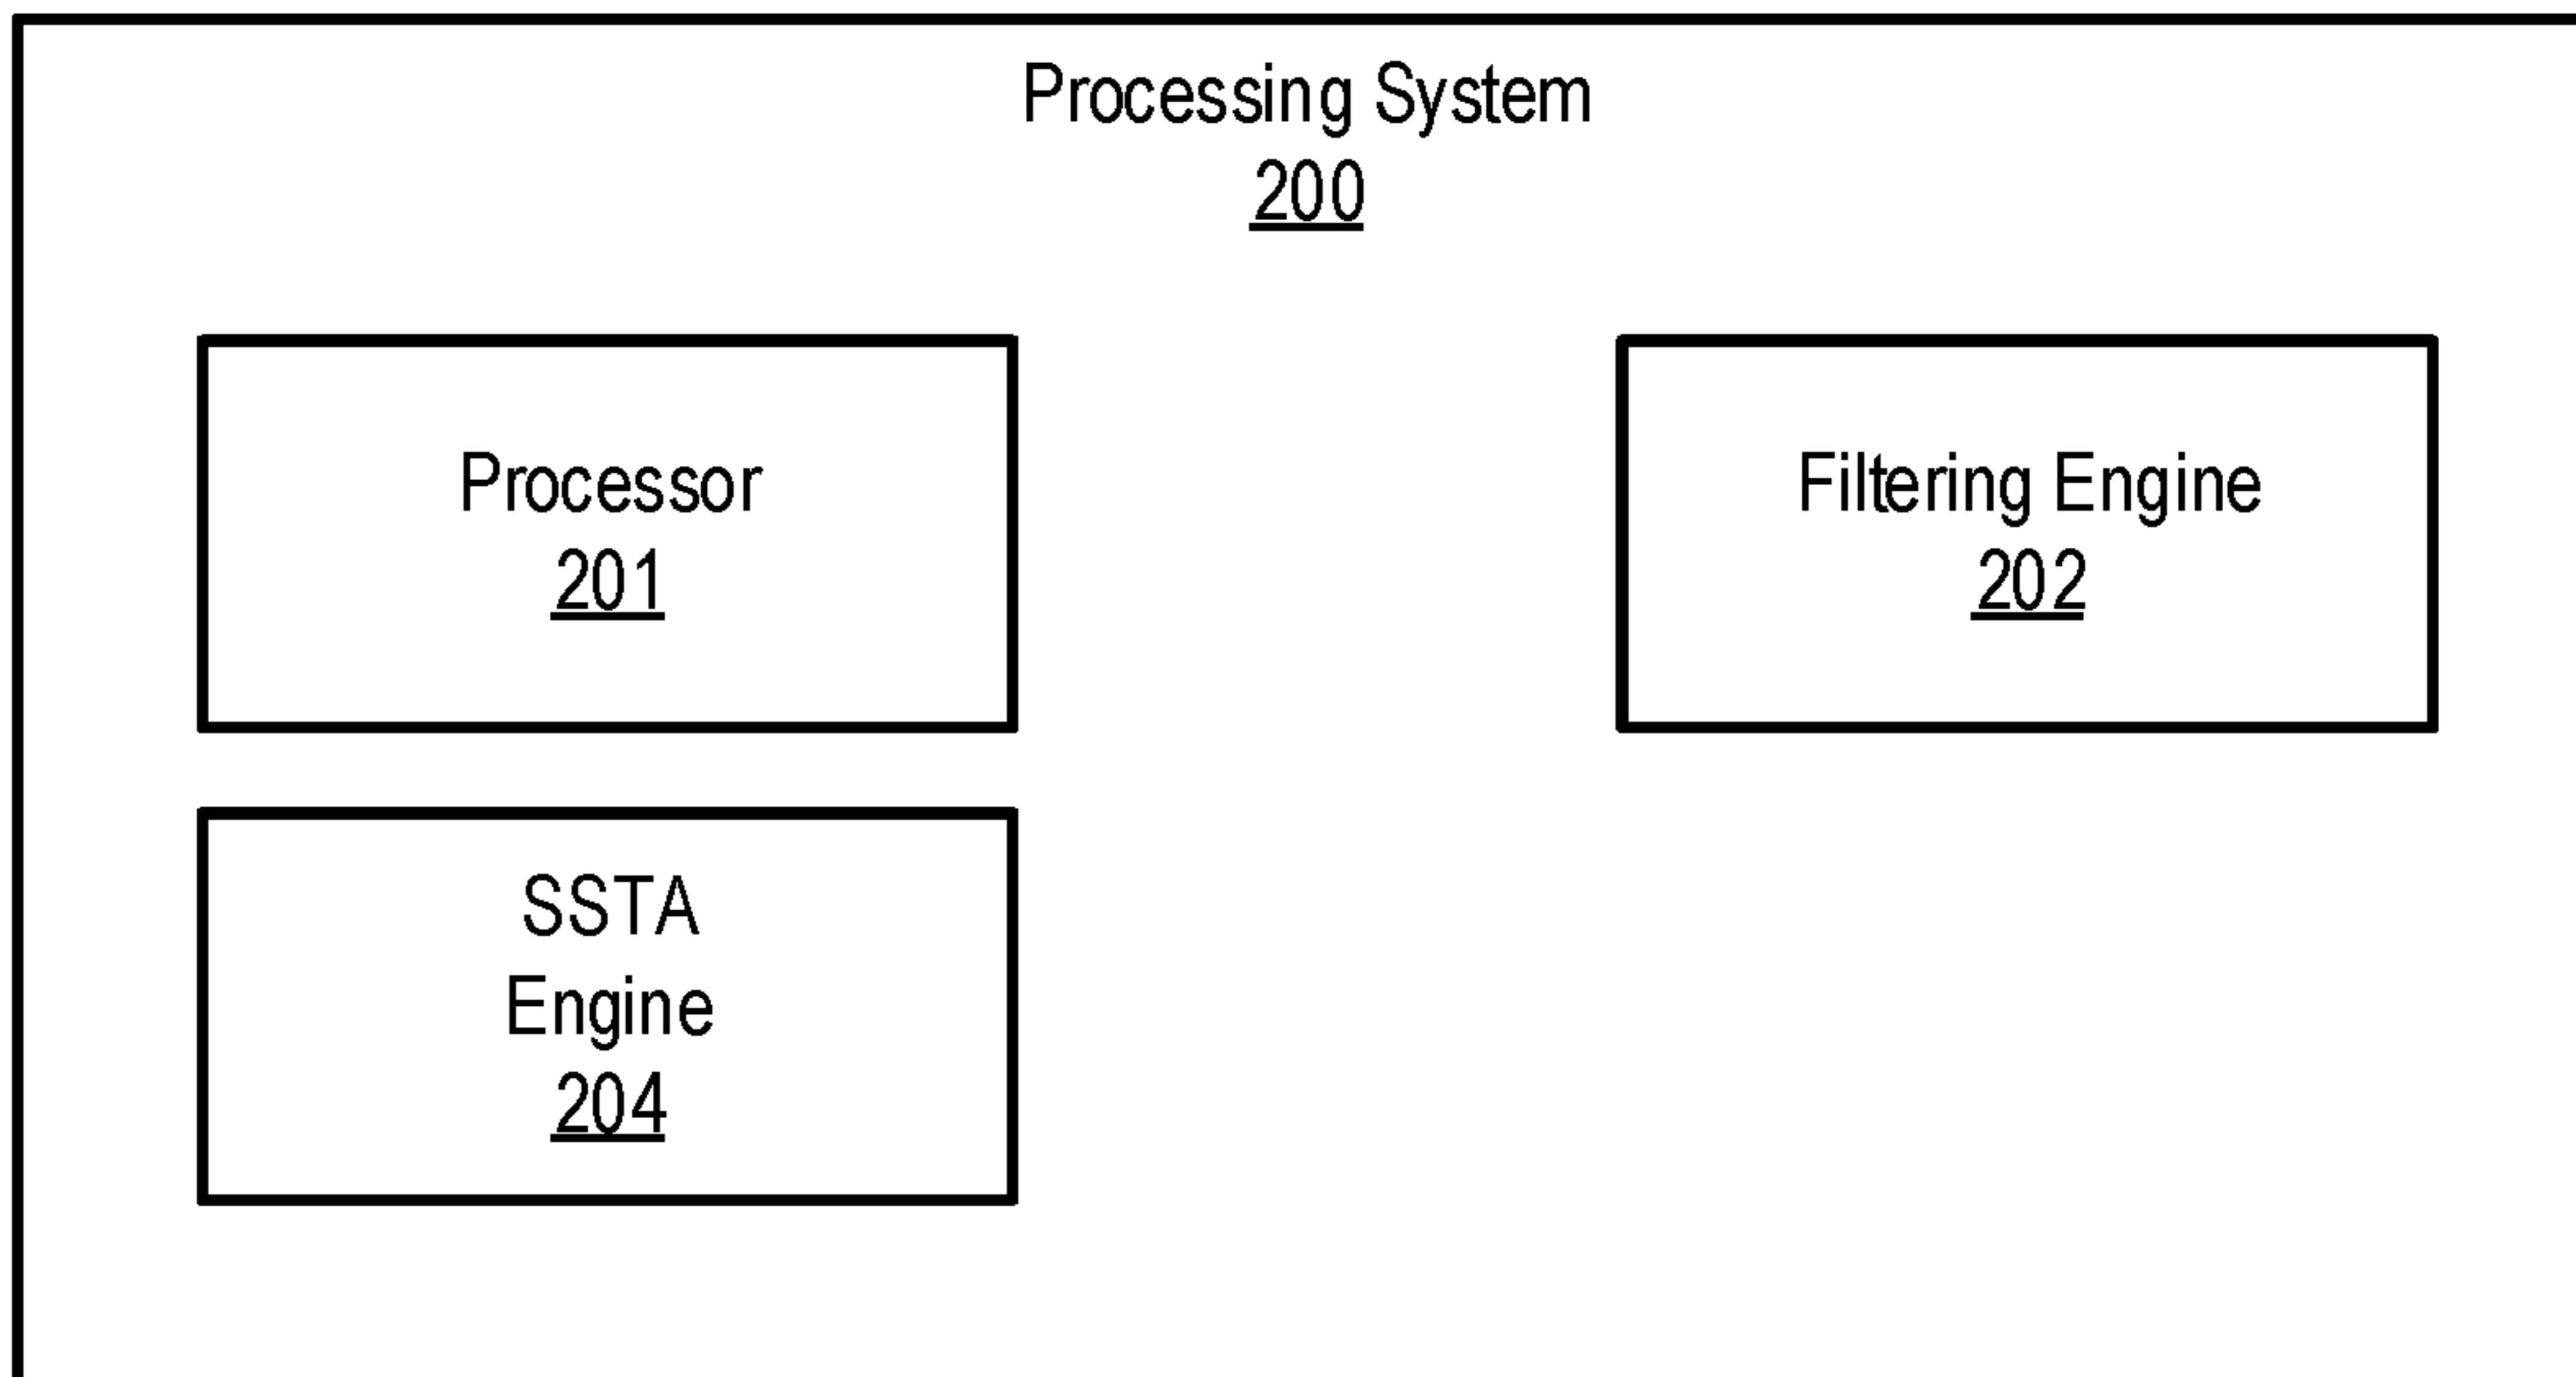 Processing System
200
Processor
201
Filtering Engine
202
SSTA
Engine
204